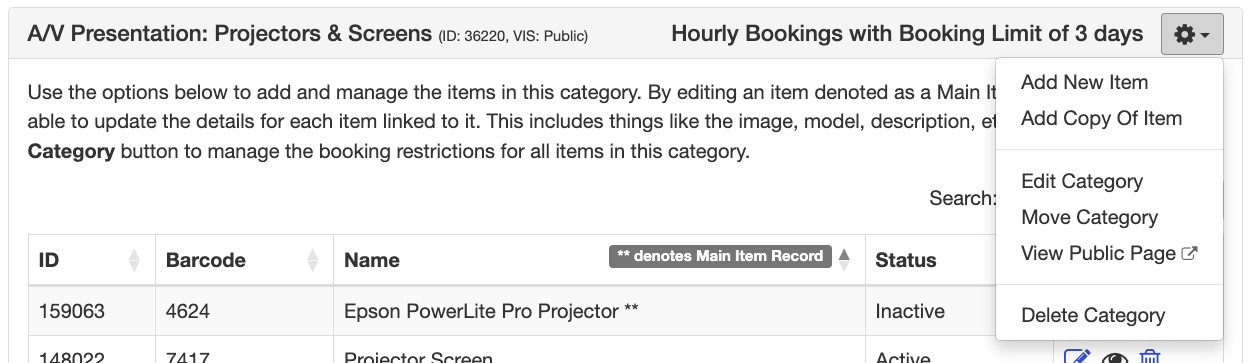 A/V Presentation: Projectors & Screens (ID: 36220, VIS: Public) Hourly Bookings with Booking Limit of 3 days
Add New Item
Add Copy Of Item
Edit Category
Move Category
View Public Page
Delete Category
Use the options below to add and manage the items in this category. By editing an item denoted as a Main
able to update the details for each item linked to it. This includes things like the image, model, description,
Category button to manage the booking restrictions for all items in this category.
Search:
ID Barcode Name ** denotes Main Item Record Status
159063 4624 Epson PowerLite Pro Projector ** Inactive
148022 7417 Projector Screen Active